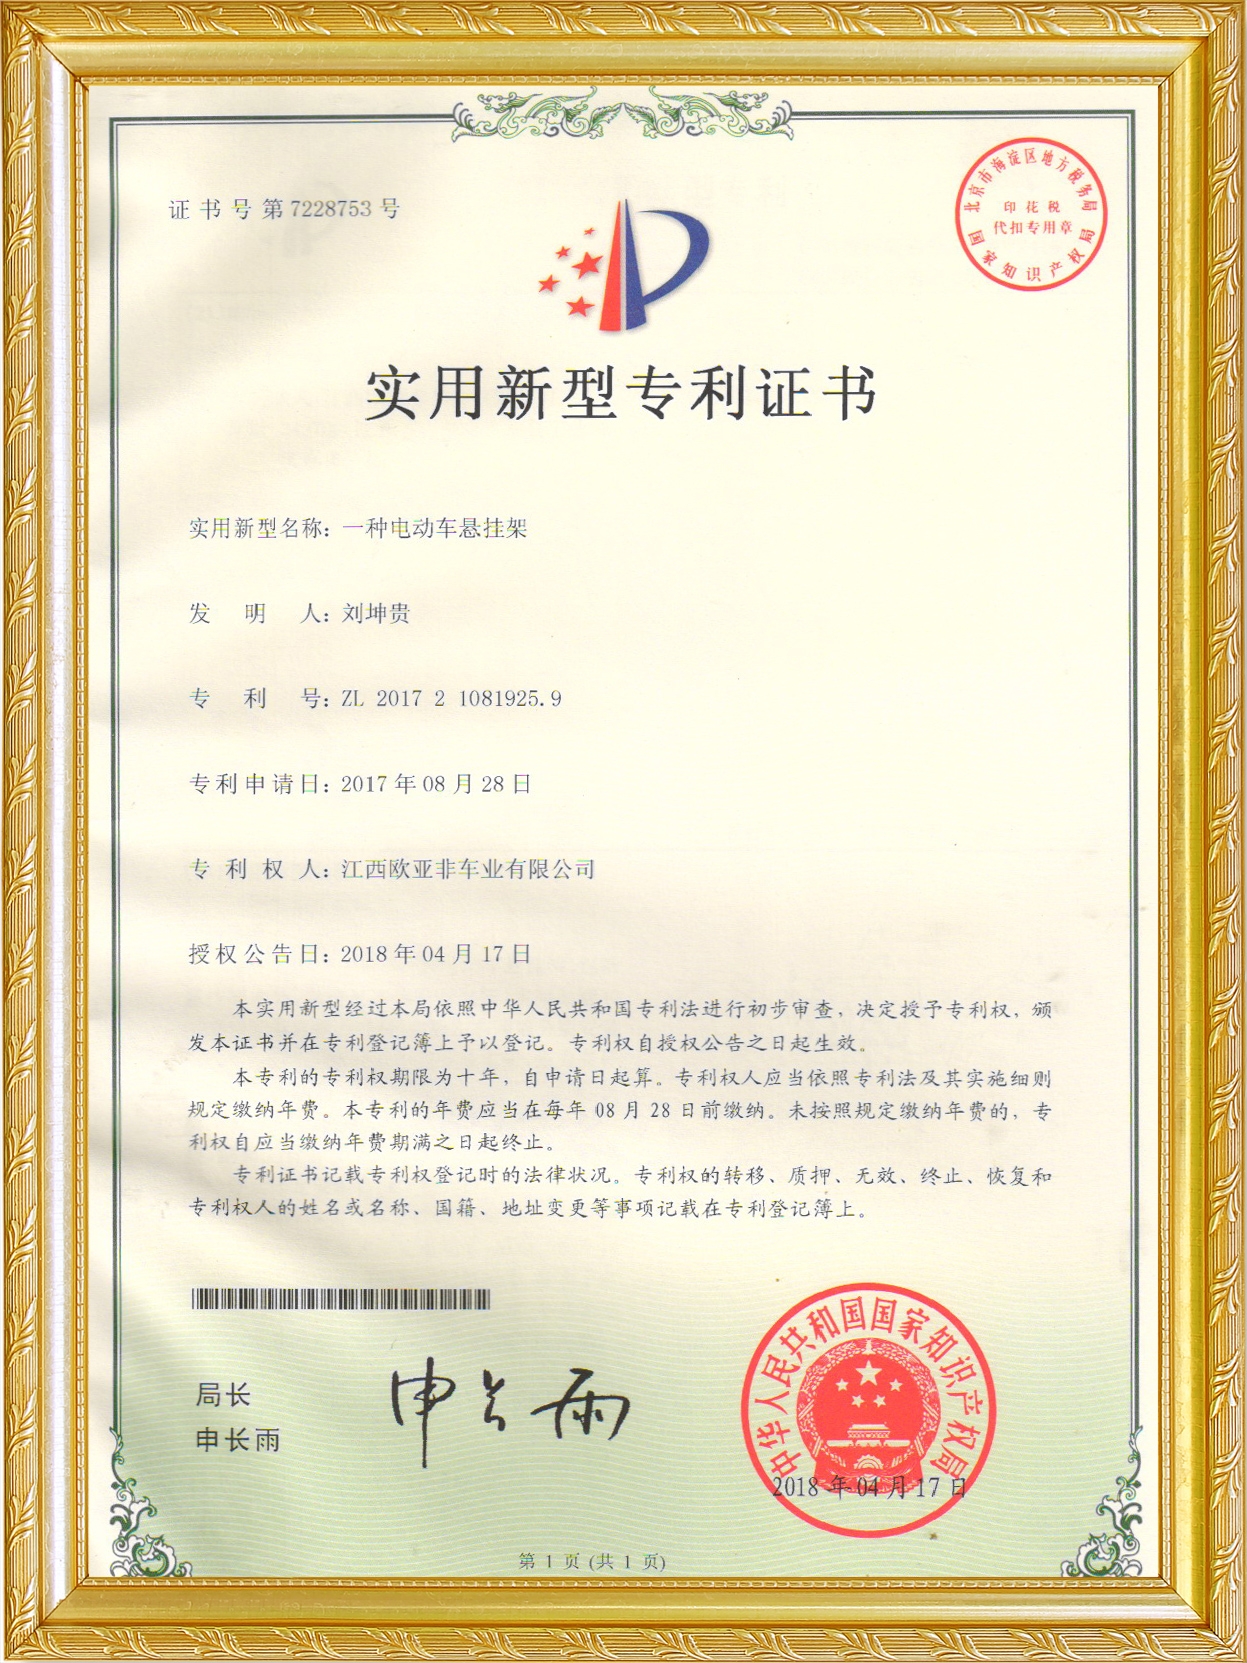 证书号第7228753号
北京市海淀区地方税务局
印花税
代扣专用章
国家知识产权局
实用新型专利证书
实用新型名称：一种电动车悬挂架
发明人：刘坤贵
专利号：ZL 2017 2 1081925.9
专利申请日：2017年08月28日
专利权人：江西欧亚非车业有限公司
授权公告日：2018年04月17日
本实用新型经过本局依照中华人民共和国专利法进行初步审查，决定授予专利权，颁
发本证书并在专利登记簿上予以登记。专利权自授权公告之日起生效。
本专利的专利权期限为十年，自申请日起算。专利权人应当依照专利法及其实施细则
规定缴纳年费。本专利的年费应当在每年08月28日前缴纳。未按照规定缴纳年费的，专
利权自应当缴纳年费期满之日起终止。
专利证书记载专利权登记时的法律状况。专利权的转移、质押、无效、终止、恢复和
专利权人的姓名或名称、国籍、地址变更等事项记载在专利登记簿上。
局长
申长雨
申长雨
中华人民共和国国家知识产权局
2018年04月17日
第1页(共1页)